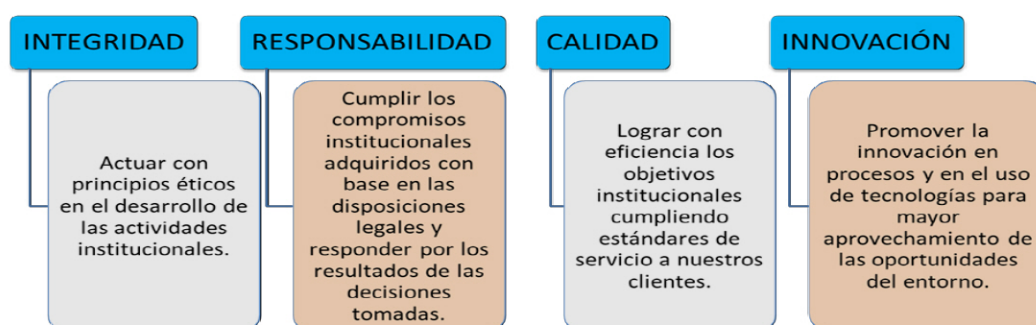 INTEGRIDAD
Actuar con
principios éticos
en el desarrollo de
las actividades
institucionales.
RESPONSABILIDAD
Cumplir los
compromisos
institucionales
adquiridos con
base en las
disposiciones
legales y
responder por los
resultados de las
decisiones
tomadas.
CALIDAD
Lograr con
eficiencia los
objetivos
institucionales
cumpliendo
estándares de
servicio a nuestros
clientes.
INNOVACIÓN
Promover la
innovación en
procesos y en el uso
de tecnologías para
mayor
aprovechamiento de
las oportunidades
del entorno.